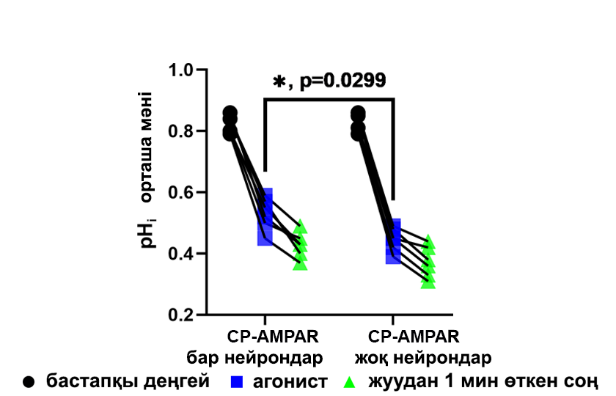 *, p=0.0299
pHi орташа мәні
1.0
0.8
0.6
0.4
0.2
CP-AMPAR
бар нейрондар
CP-AMPAR
жоқ нейрондар
бастапқы деңгей агонист жуудан 1 мин өткен соң